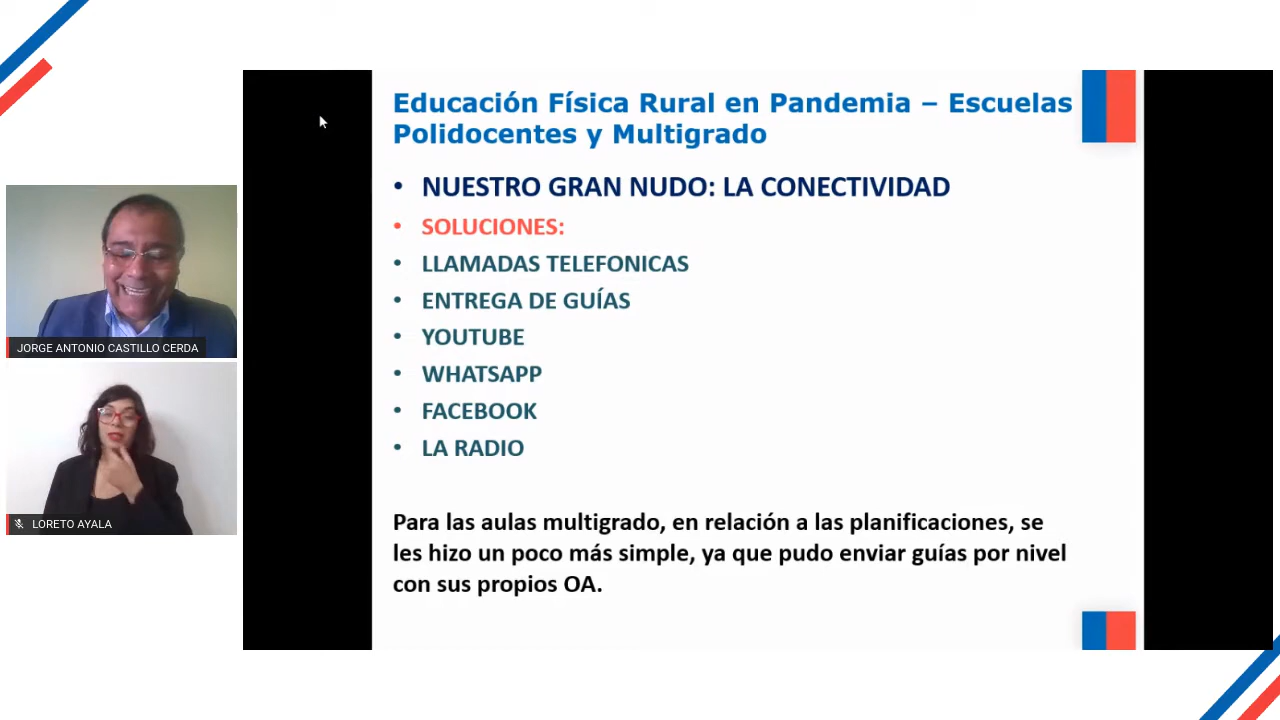 Educación Física Rural en Pandemia – Escuelas
Polidocentes y Multigrado
• NUESTRO GRAN NUDO: LA CONECTIVIDAD
• SOLUCIONES:
• LLAMADAS TELEFONICAS
• ENTREGA DE GUÍAS
• YOUTUBE
• WHATSAPP
• FACEBOOK
• LA RADIO
Para las aulas multigrado, en relación a las planificaciones, se
les hizo un poco más simple, ya que pudo enviar guías por nivel
con sus propios OA.
JORGE ANTONIO CASTILLO CERDA
LORETO AYALA